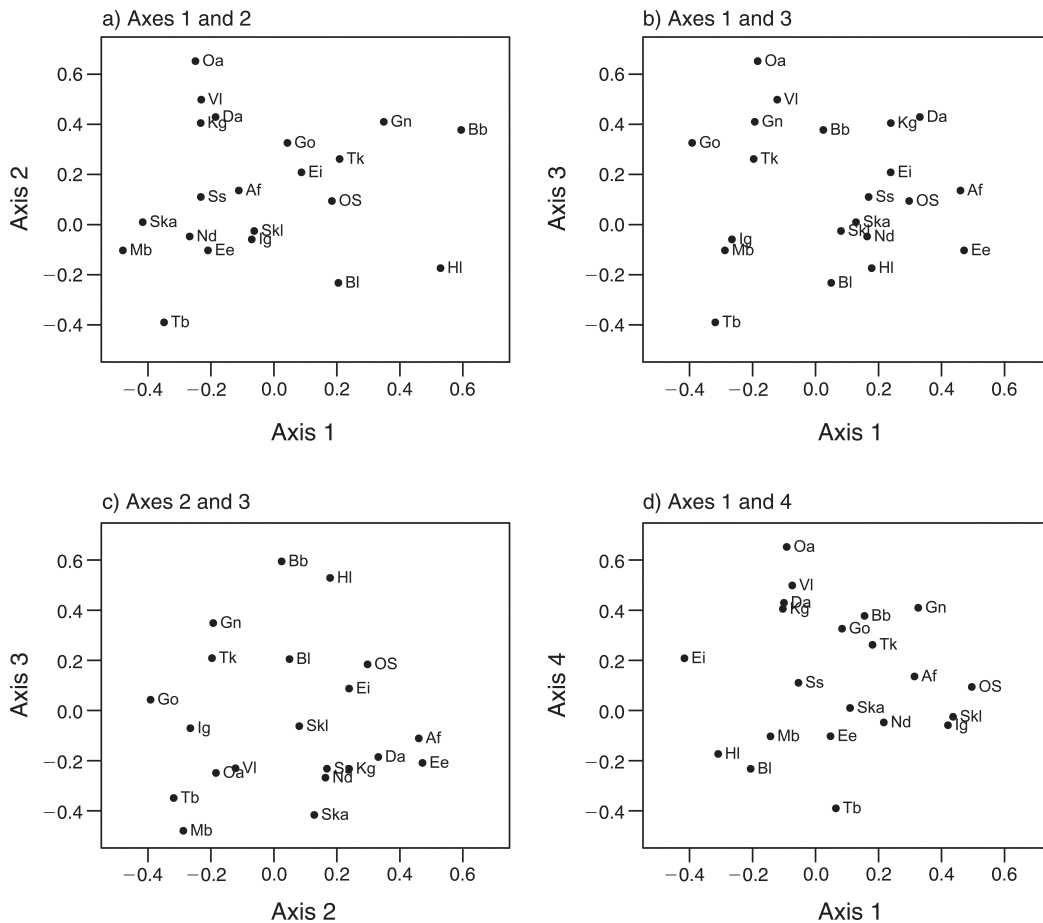 a) Axes 1 and 2
0.6
0.4
0.2
0.0
−0.2
−0.4
Axis 2
Oa
Vl
Da
Kg
Gn
Bb
Go
Tk
Ei
Ss
Af
OS
Ska
Skl
Nd
Ig
Mb
Ee
Hl
Bl
Tb
−0.4 −0.2 0.0 0.2 0.4 0.6
Axis 1
b) Axes 1 and 3
0.6
0.4
0.2
0.0
−0.2
−0.4
Axis 3
Oa
Vl
Gn
Bb
Kg
Da
Go
Tk
Ei
Af
Ss
OS
Ska
Skl
Nd
Ig
Mb
Ee
Hl
Bl
Tb
−0.4 −0.2 0.0 0.2 0.4 0.6
Axis 1
c) Axes 2 and 3
0.6
0.4
0.2
0.0
−0.2
−0.4
Axis 3
Bb
Hl
Gn
Tk
Bl
OS
Ei
Go
Ig
Skl
Af
Da
Ee
Vl
Oa
Ss
Kg
Nd
Tb
Ska
Mb
−0.4 −0.2 0.0 0.2 0.4 0.6
Axis 2
d) Axes 1 and 4
0.6
0.4
0.2
0.0
−0.2
−0.4
Axis 4
Oa
Vl
Da
Kg
Bb
Gn
Go
Tk
Ei
Af
Ss
OS
Ska
Skl
Nd
Ig
Mb
Ee
Hl
Bl
Tb
−0.4 −0.2 0.0 0.2 0.4 0.6
Axis 1